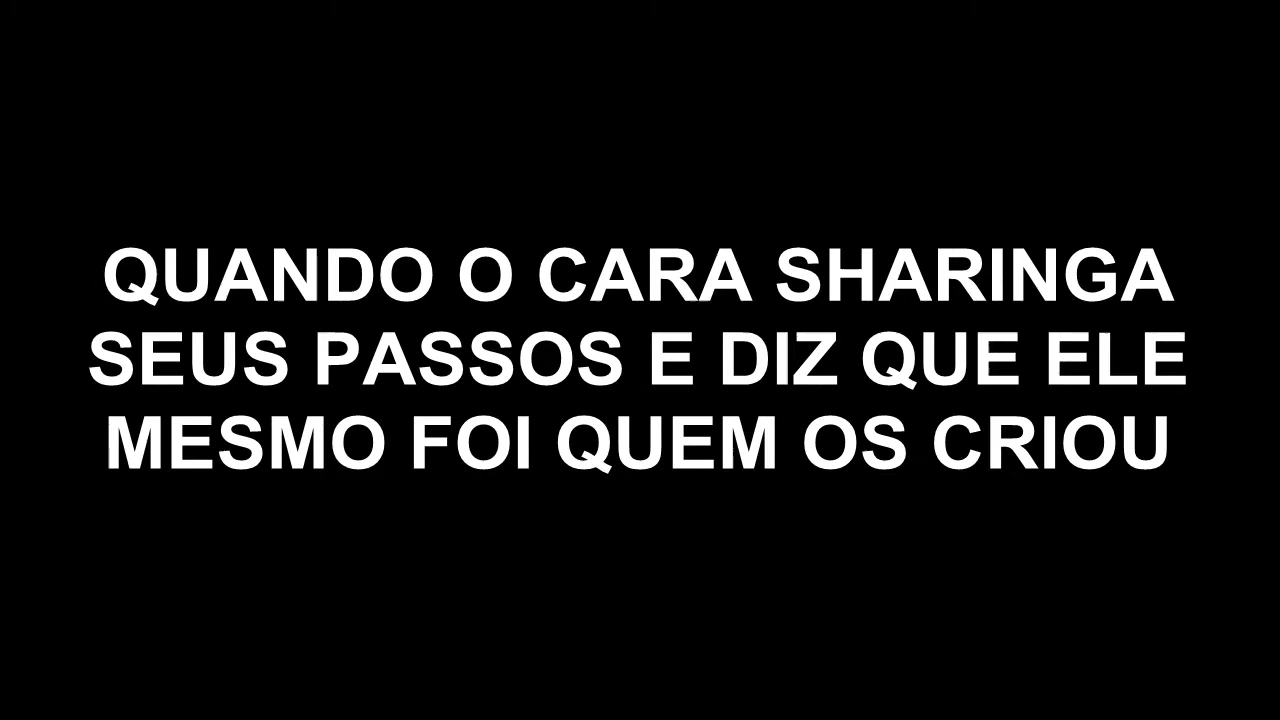 QUANDO O CARA SHARINGA
SEUS PASSOS E DIZ QUE ELE
MESMO FOI QUEM OS CRIOU